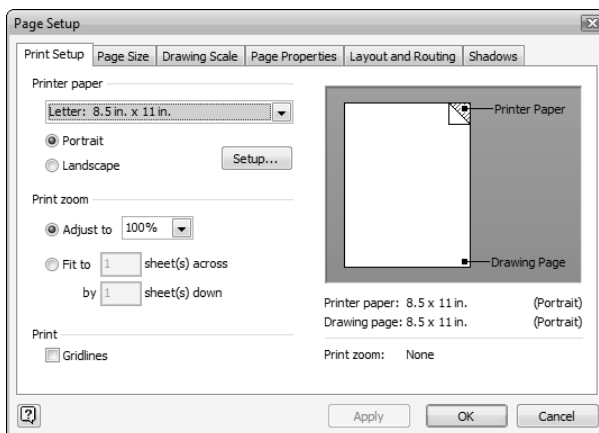 Page Setup
Print Setup Page Size Drawing Scale Page Properties Layout and Routing Shadows
Printer paper
Letter: 8.5 in. x 11 in.
Portrait
Landscape
Setup...
Print zoom
Adjust to 100%
Fit to 1 sheet(s) across
by 1 sheet(s) down
Print
Gridlines
Printer Paper
Drawing Page
Printer paper: 8.5 x 11 in. (Portrait)
Drawing page: 8.5 x 11 in. (Portrait)
Print zoom: None
? Apply OK Cancel